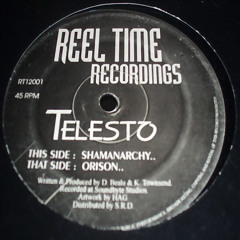 REEL TIME
RECORDINGS
RT12001
45 RPM
TELESTO
THIS SIDE : SHAMANARCHY..
THAT SIDE : ORISON..
Written & Produced by D. Healo & K. Townsend.
Recorded at Soundbyte Studios
Artwork by HAG
Distributed by S.R.D.